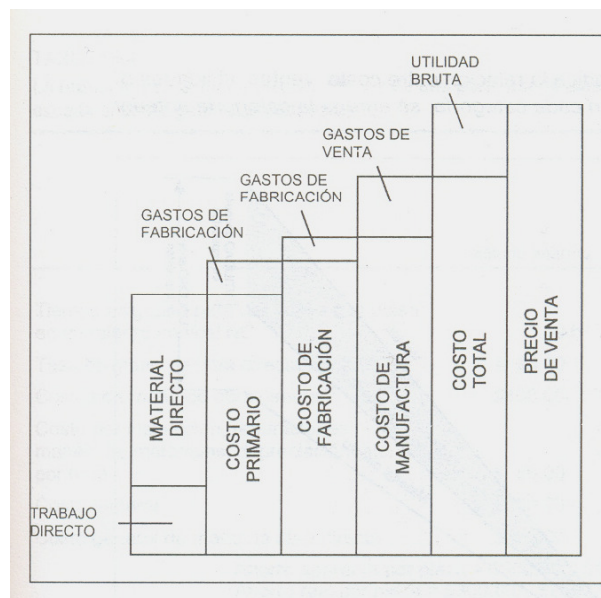 UTILIDAD
BRUTA
GASTOS DE
VENTA
GASTOS DE
FABRICACIÓN
GASTOS DE
FABRICACIÓN
MATERIAL
DIRECTO
COSTO
PRIMARIO
COSTO DE
FABRICACIÓN
COSTO DE
MANUFACTURA
COSTO
TOTAL
PRECIO
DE VENTA
TRABAJO
DIRECTO